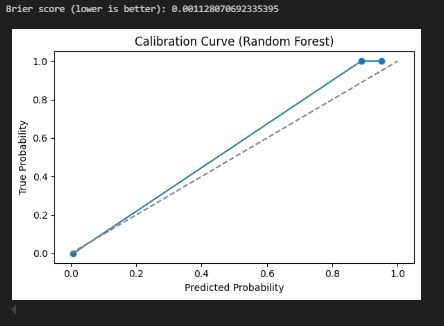 Brier score (lower is better): 0.001128070692335395
Calibration Curve (Random Forest)
True Probability
1.0
0.8
0.6
0.4
0.2
0.0
0.0 0.2 0.4 0.6 0.8 1.0
Predicted Probability